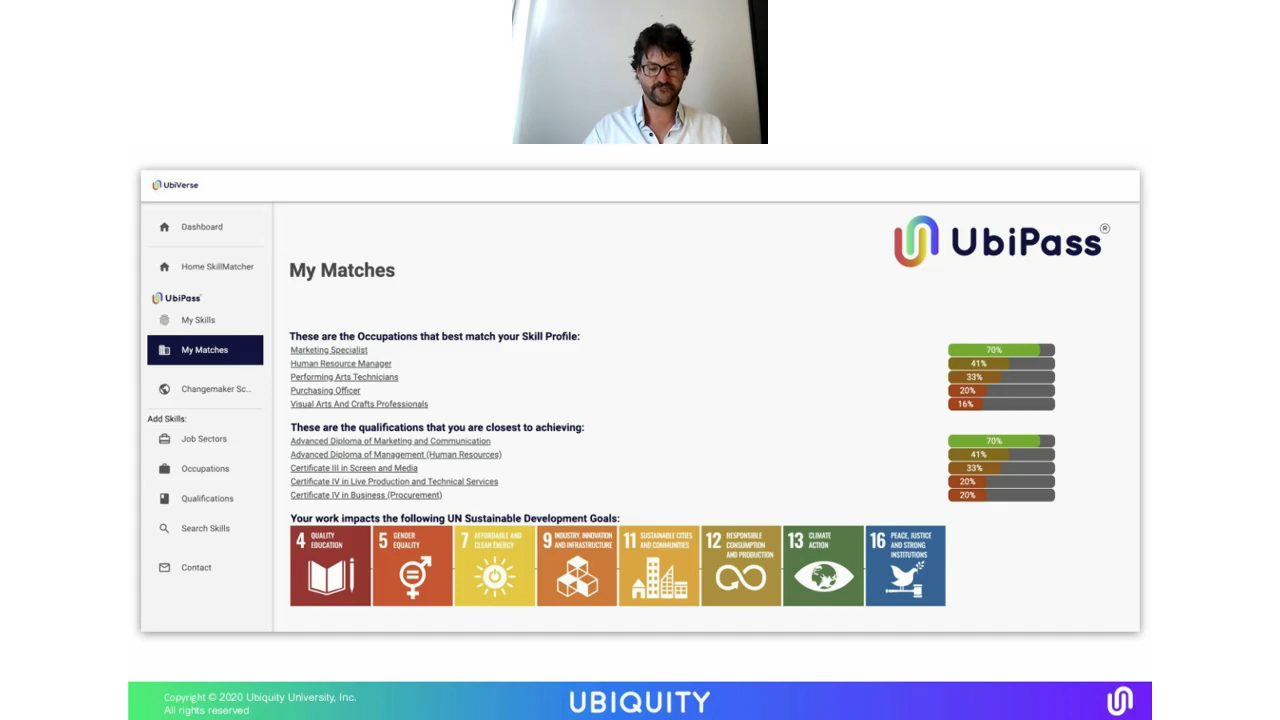 UbiVerse
Dashboard
Home SkillMatcher
UbiPass
My Skills
My Matches
Changemaker Sc...
Add Skills:
Job Sectors
Occupations
Qualifications
Search Skills
Contact
UbiPass®
My Matches
These are the Occupations that best match your Skill Profile:
Marketing Specialist 70%
Human Resource Manager 41%
Performing Arts Technicians 33%
Purchasing Officer 20%
Visual Arts And Crafts Professionals 16%
These are the qualifications that you are closest to achieving:
Advanced Diploma of Marketing and Communication 70%
Advanced Diploma of Management (Human Resources) 41%
Certificate III in Screen and Media 33%
Certificate IV in Live Production and Technical Services 20%
Certificate IV in Business (Procurement) 20%
Your work impacts the following UN Sustainable Development Goals:
4 QUALITY
EDUCATION
5 GENDER
EQUALITY
7 AFFORDABLE AND
CLEAN ENERGY
9 INDUSTRY, INNOVATION
AND INFRASTRUCTURE
11 SUSTAINABLE CITIES
AND COMMUNITIES
12 RESPONSIBLE
CONSUMPTION
AND PRODUCTION
13 CLIMATE
ACTION
16 PEACE, JUSTICE
AND STRONG
INSTITUTIONS
Copyright © 2020 Ubiquity University, Inc.
All rights reserved
UBIQUITY